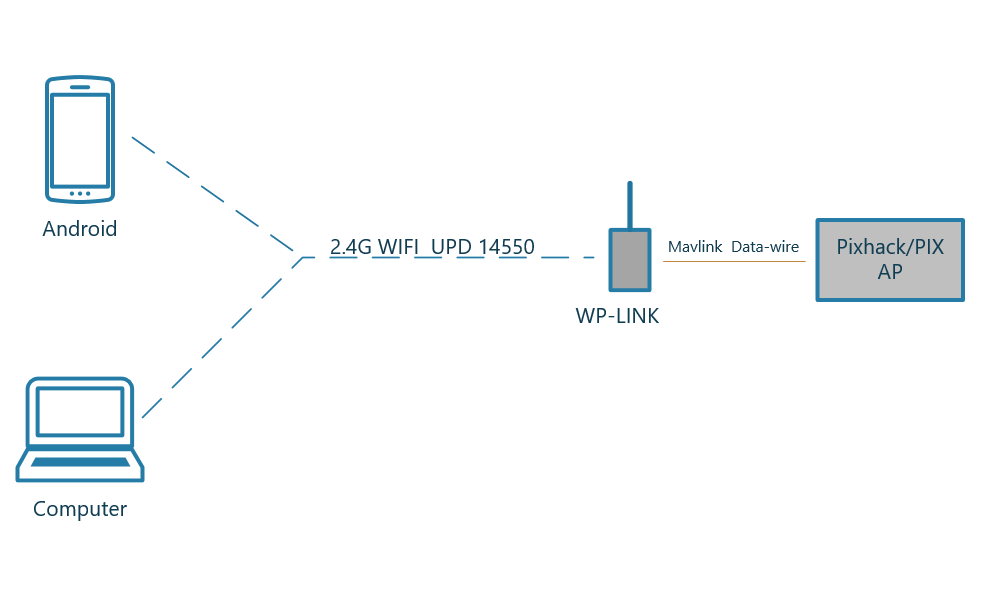 Android
2.4G WIFI  UPD 14550
Mavlink  Data-wire
Pixhack/PIX
AP
WP-LINK
Computer